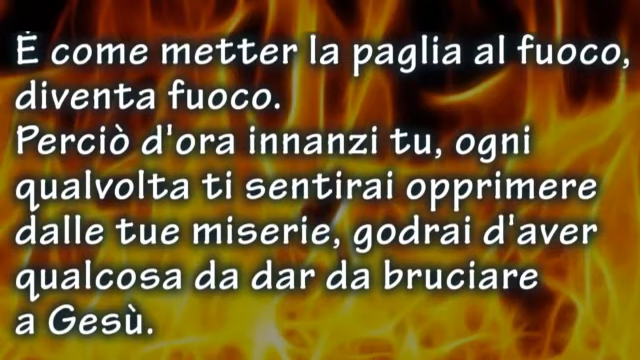 È come metter la paglia al fuoco,
diventa fuoco.
Perciò d'ora innanzi tu, ogni
qualvolta ti sentirai opprimere
dalle tue miserie, godrai d'aver
qualcosa da dar da bruciare
a Gesù.